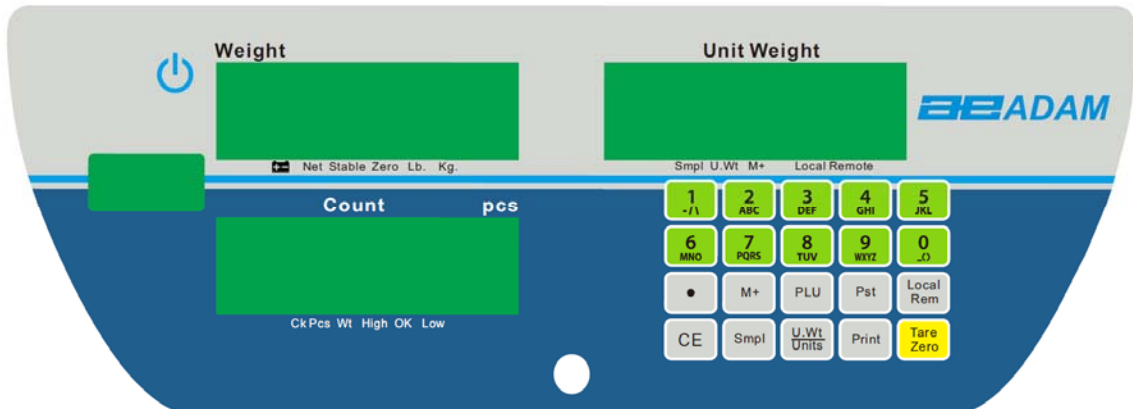 Weight
Unit Weight
ae ADAM
Net Stable Zero Lb. Kg.
Smpl U.Wt M+ Local Remote
Count pcs
1 2 3 4 5
-/\ ABC DEF GHI JKL
6 7 8 9 0
MNO PQRS TUV WXYZ _()
• M+ PLU Pst Local Rem
CkPcs Wt High OK Low
CE Smpl U.Wt Units Print Tare Zero